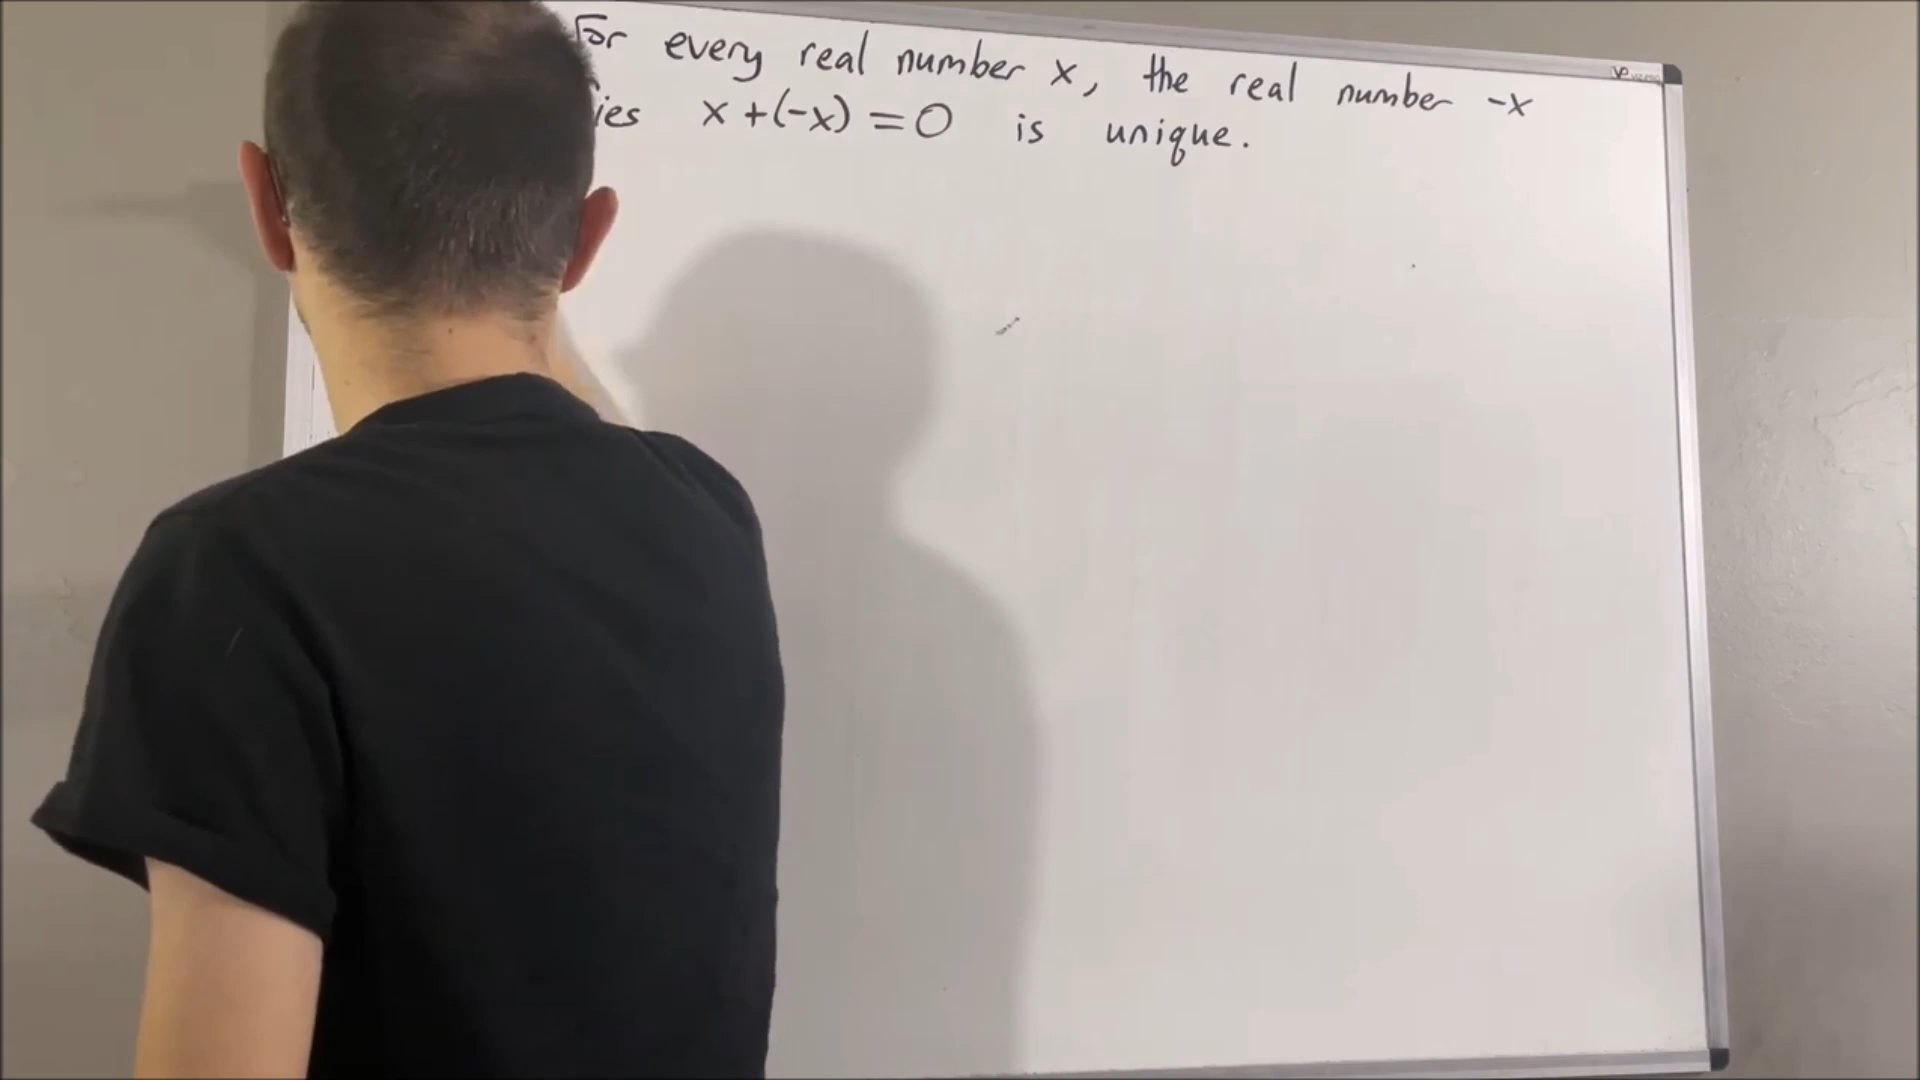 For every real number x, the real number -x
ies x+(-x) = 0 is unique.